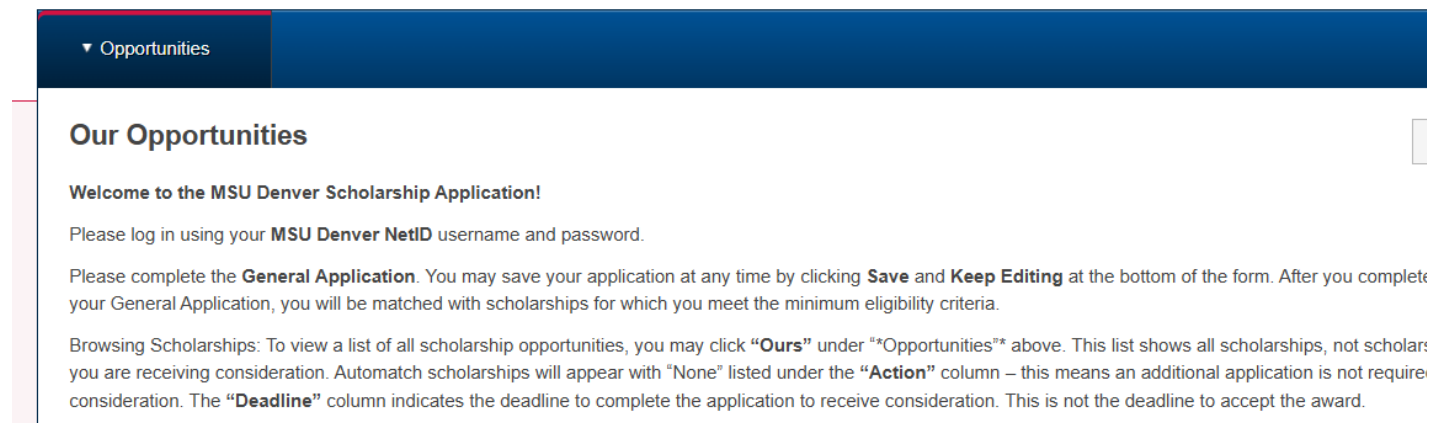 Opportunities
Our Opportunities
Welcome to the MSU Denver Scholarship Application!
Please log in using your MSU Denver NetID username and password.
Please complete the General Application. You may save your application at any time by clicking Save and Keep Editing at the bottom of the form. After you complete
your General Application, you will be matched with scholarships for which you meet the minimum eligibility criteria.
Browsing Scholarships: To view a list of all scholarship opportunities, you may click “Ours” under “*Opportunities”* above. This list shows all scholarships, not
you are receiving consideration. Automatch scholarships will appear with “None” listed under the “Action” column – this means an additional application is not
consideration. The “Deadline” column indicates the deadline to complete the application to receive consideration. This is not the deadline to accept the award.